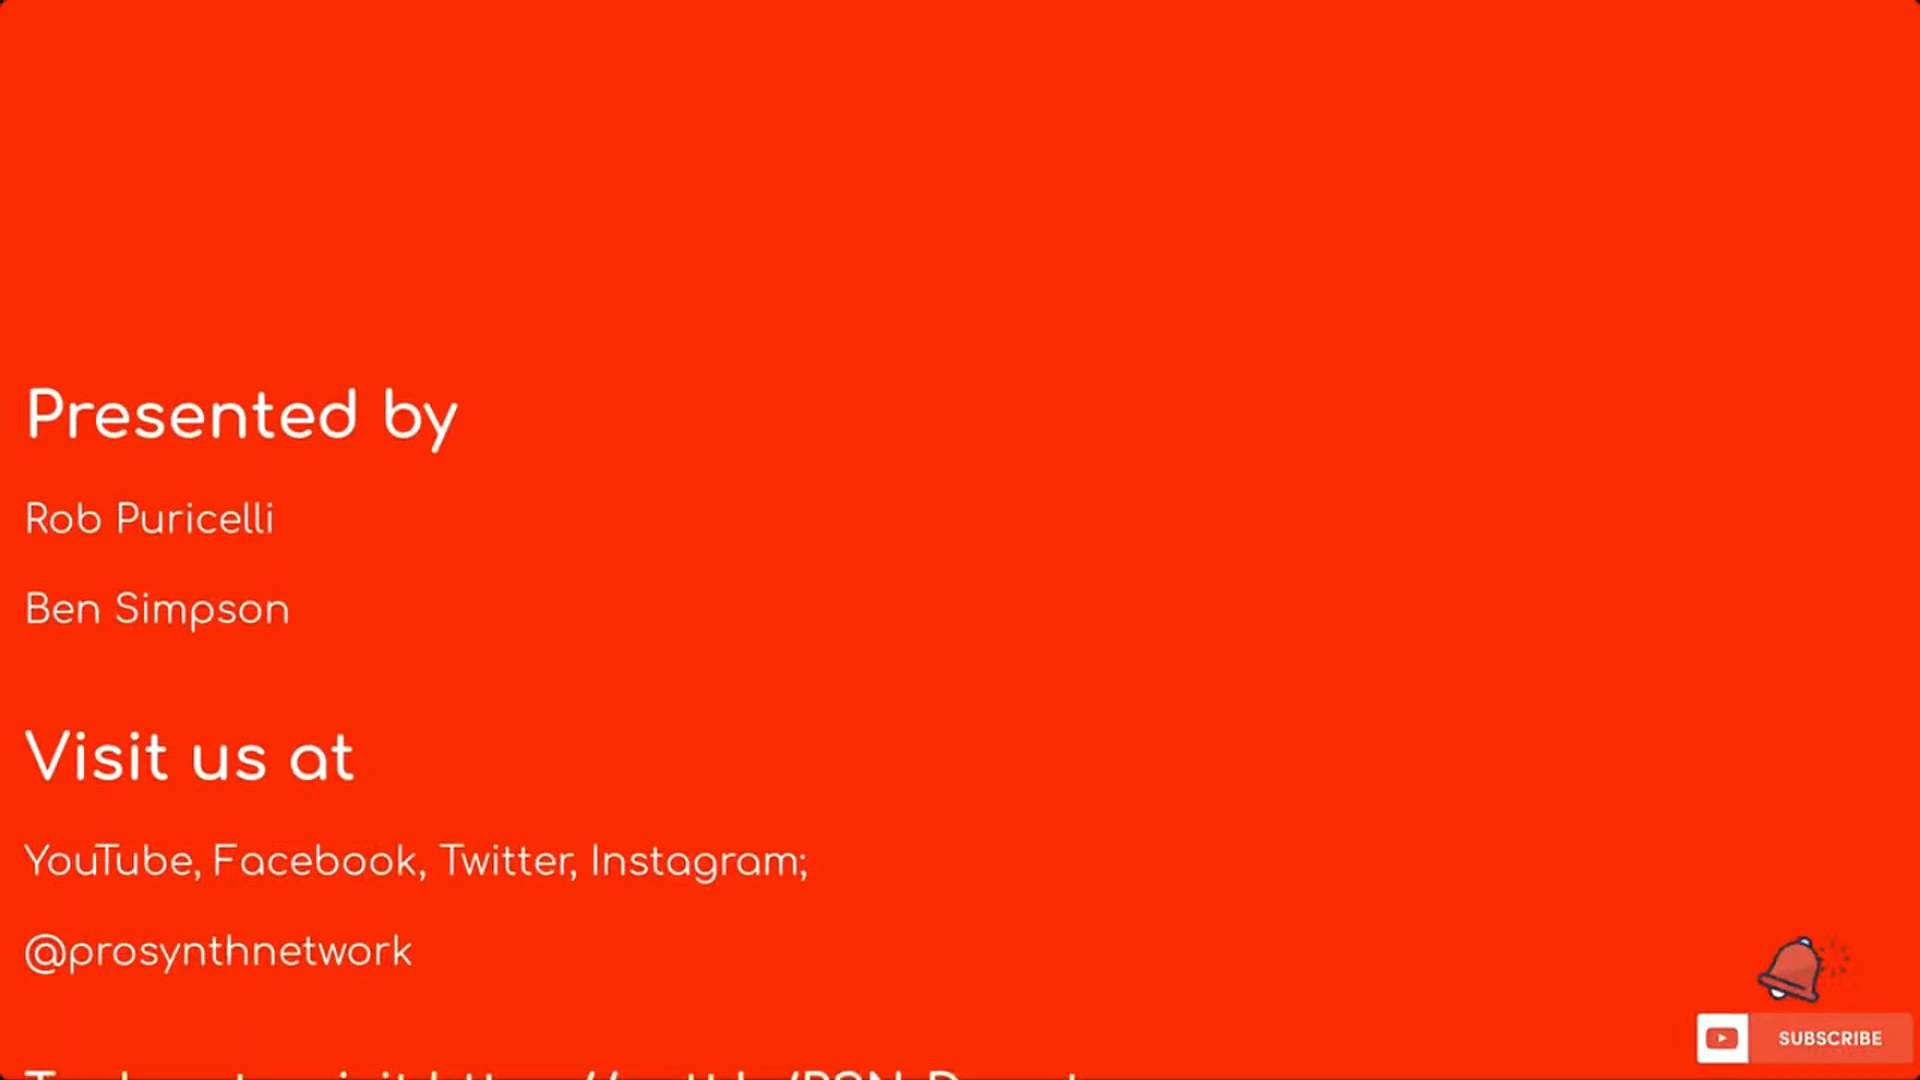 Presented by
Rob Puricelli
Ben Simpson
Visit us at
YouTube, Facebook, Twitter, Instagram;
@prosynthnetwork
SUBSCRIBE